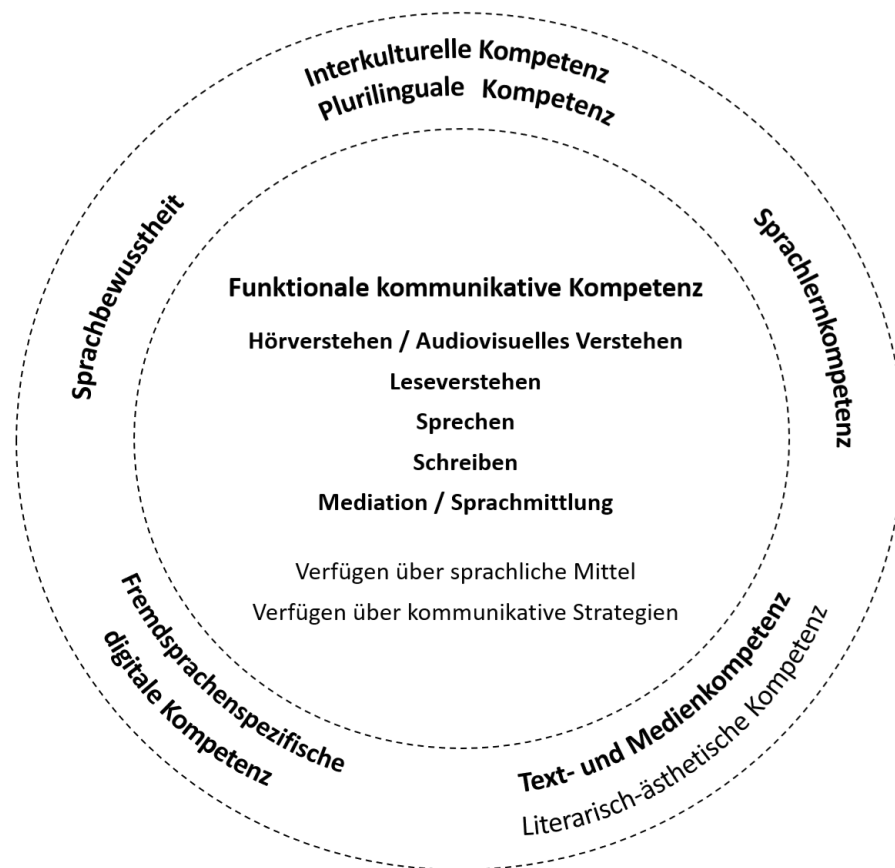 Interkulturelle Kompetenz
Plurilinguale Kompetenz
Sprachbewusstheit
Sprachlernkompetenz
Funktionale kommunikative Kompetenz
Hörverstehen / Audiovisuelles Verstehen
Leseverstehen
Sprechen
Schreiben
Mediation / Sprachmittlung
Verfügen über sprachliche Mittel
Verfügen über kommunikative Strategien
Fremdsprachenspezifische
digitale Kompetenz
Text- und Medienkompetenz
Literarisch-ästhetische Kompetenz